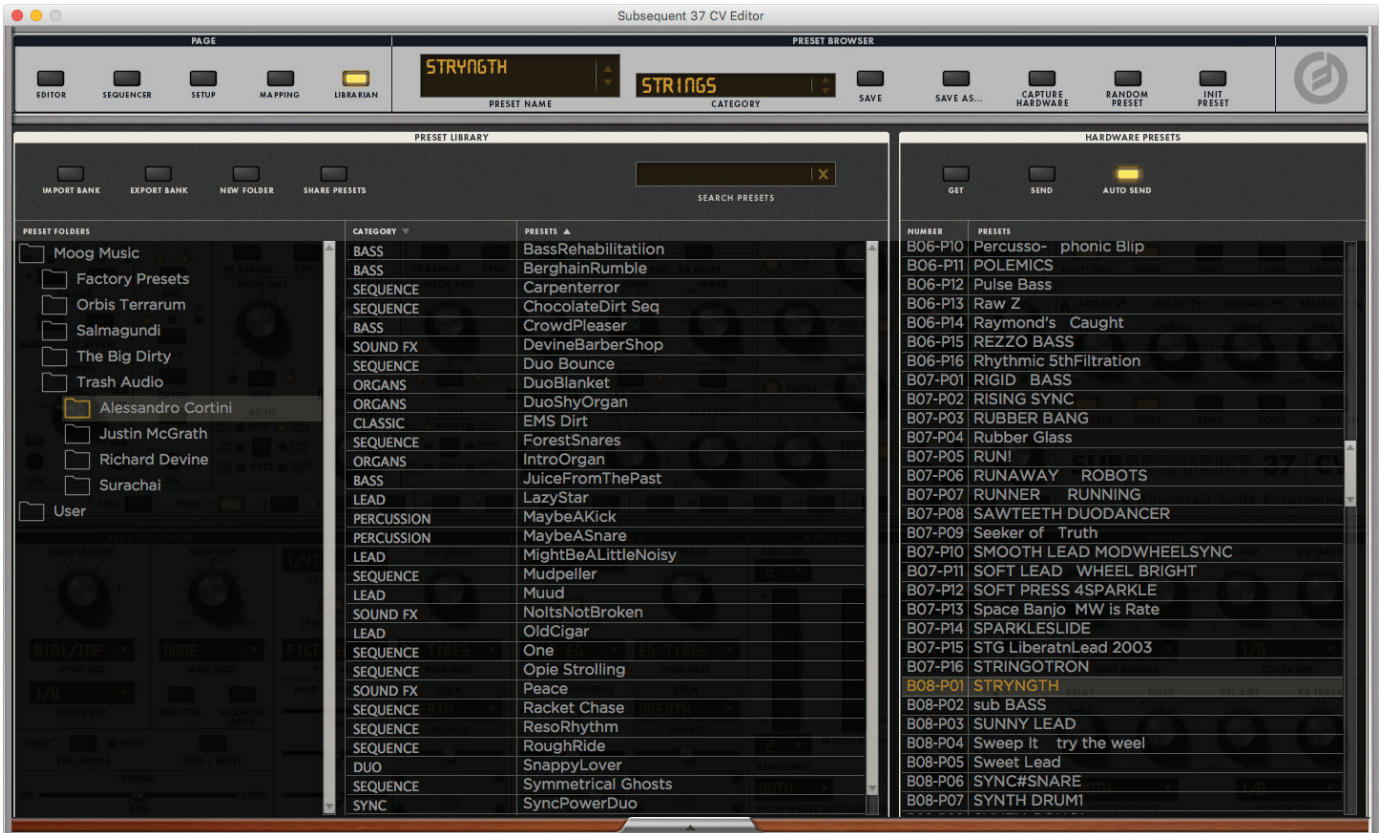 Subsequent 37 CV Editor
PAGE
PRESET BROWSER
EDITOR
SEQUENCER
SETUP
MAPPING
LIBRARIAN
STRYNGTH
PRESET NAME
STRINGS
CATEGORY
SAVE
SAVE AS...
CAPTURE HARDWARE
RANDOM PRESET
INIT PRESET
PRESET LIBRARY
IMPORT BANK
EXPORT BANK
NEW FOLDER
SHARE PRESETS
X
SEARCH PRESETS
PRESET FOLDERS
Moog Music
Factory Presets
Orbis Terrarum
Salmagundi
The Big Dirty
Trash Audio
Alessandro Cortini
Justin McGrath
Richard Devine
Surachai
User
CATEGORY PRESETS
BASS BassRehabilitatiion
BASS BerghainRumble
SEQUENCE Carpenterror
SEQUENCE ChocolateDirt Seq
BASS CrowdPleaser
SOUND FX DevineBarberShop
SEQUENCE Duo Bounce
ORGANS DuoBlanket
ORGANS DuoShyOrgan
CLASSIC EMS Dirt
SEQUENCE ForestSnares
ORGANS IntroOrgan
BASS JuiceFromThePast
LEAD LazyStar
PERCUSSION MaybeAKick
PERCUSSION MaybeASnare
LEAD MightBeALittleNoisy
SEQUENCE Mudpeller
LEAD Muud
SOUND FX NoItsNotBroken
LEAD OldCigar
SEQUENCE One
SEQUENCE Opie Strolling
SOUND FX Peace
SEQUENCE Racket Chase
SEQUENCE ResoRhythm
SEQUENCE RoughRide
DUO SnappyLover
SEQUENCE Symmetrical Ghosts
SYNC SyncPowerDuo
HARDWARE PRESETS
GET
SEND
AUTO SEND
NUMBER PRESETS
B06-P10 Percusso- phonic Blip
B06-P11 POLEMICS
B06-P12 Pulse Bass
B06-P13 Raw Z
B06-P14 Raymond's Caught
B06-P15 REZZO BASS
B06-P16 Rhythmic 5thFiltration
B07-P01 RIGID BASS
B07-P02 RISING SYNC
B07-P03 RUBBER BANG
B07-P04 Rubber Glass
B07-P05 RUN!
B07-P06 RUNAWAY ROBOTS
B07-P07 RUNNER RUNNING
B07-P08 SAWTEETH DUODANCER
B07-P09 Seeker of Truth
B07-P10 SMOOTH LEAD MODWHEELSYNC
B07-P11 SOFT LEAD WHEEL BRIGHT
B07-P12 SOFT PRESS 4SPARKLE
B07-P13 Space Banjo MW is Rate
B07-P14 SPARKLESLIDE
B07-P15 STG LiberatnLead 2003
B07-P16 STRINGOTRON
B08-P01 STRYNGTH
B08-P02 sub BASS
B08-P03 SUNNY LEAD
B08-P04 Sweep It try the weel
B08-P05 Sweet Lead
B08-P06 SYNC#SNARE
B08-P07 SYNTH DRUM1